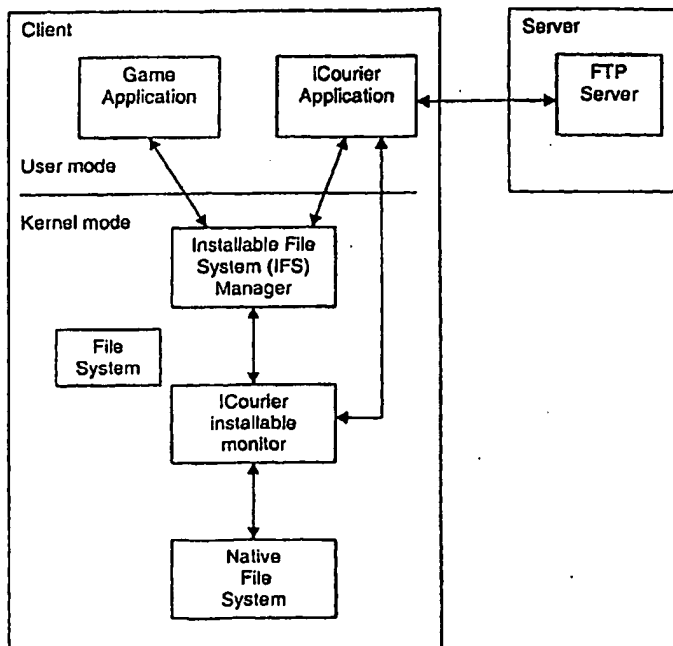 Client
Server
Game
Application
ICourier
Application
FTP
Server
User mode
Kernel mode
Installable File
System (IFS)
Manager
File
System
ICourier
installable
monitor
Native
File
System